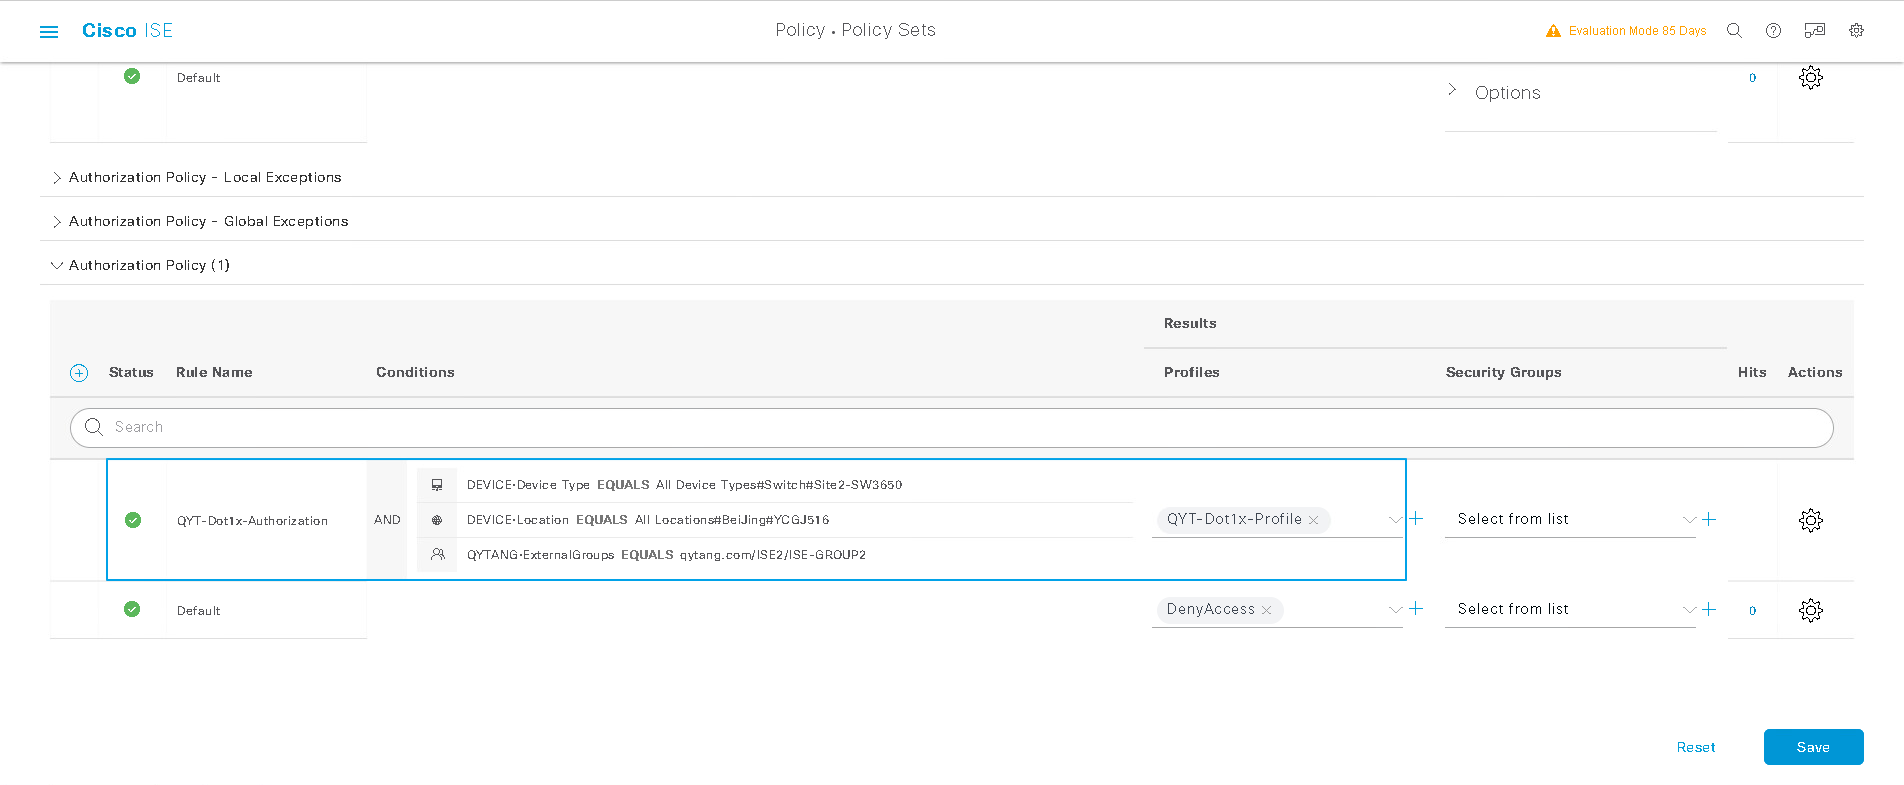 Cisco ISE
Policy • Policy Sets
Evaluation Mode 85 Days
Default
Options
0
Authorization Policy - Local Exceptions
Authorization Policy - Global Exceptions
Authorization Policy (1)
Results
Status Rule Name Conditions Profiles Security Groups Hits Actions
Search
DEVICE·Device Type EQUALS All Device Types#Switch#Site2-SW3650
QYT-Dot1x-Authorization AND DEVICE·Location EQUALS All Locations#BeiJing#YCGJ516 QYT-Dot1x-Profile Select from list
QYTANG·ExternalGroups EQUALS qytang.com/ISE2/ISE-GROUP2
Default DenyAccess Select from list 0
Reset Save